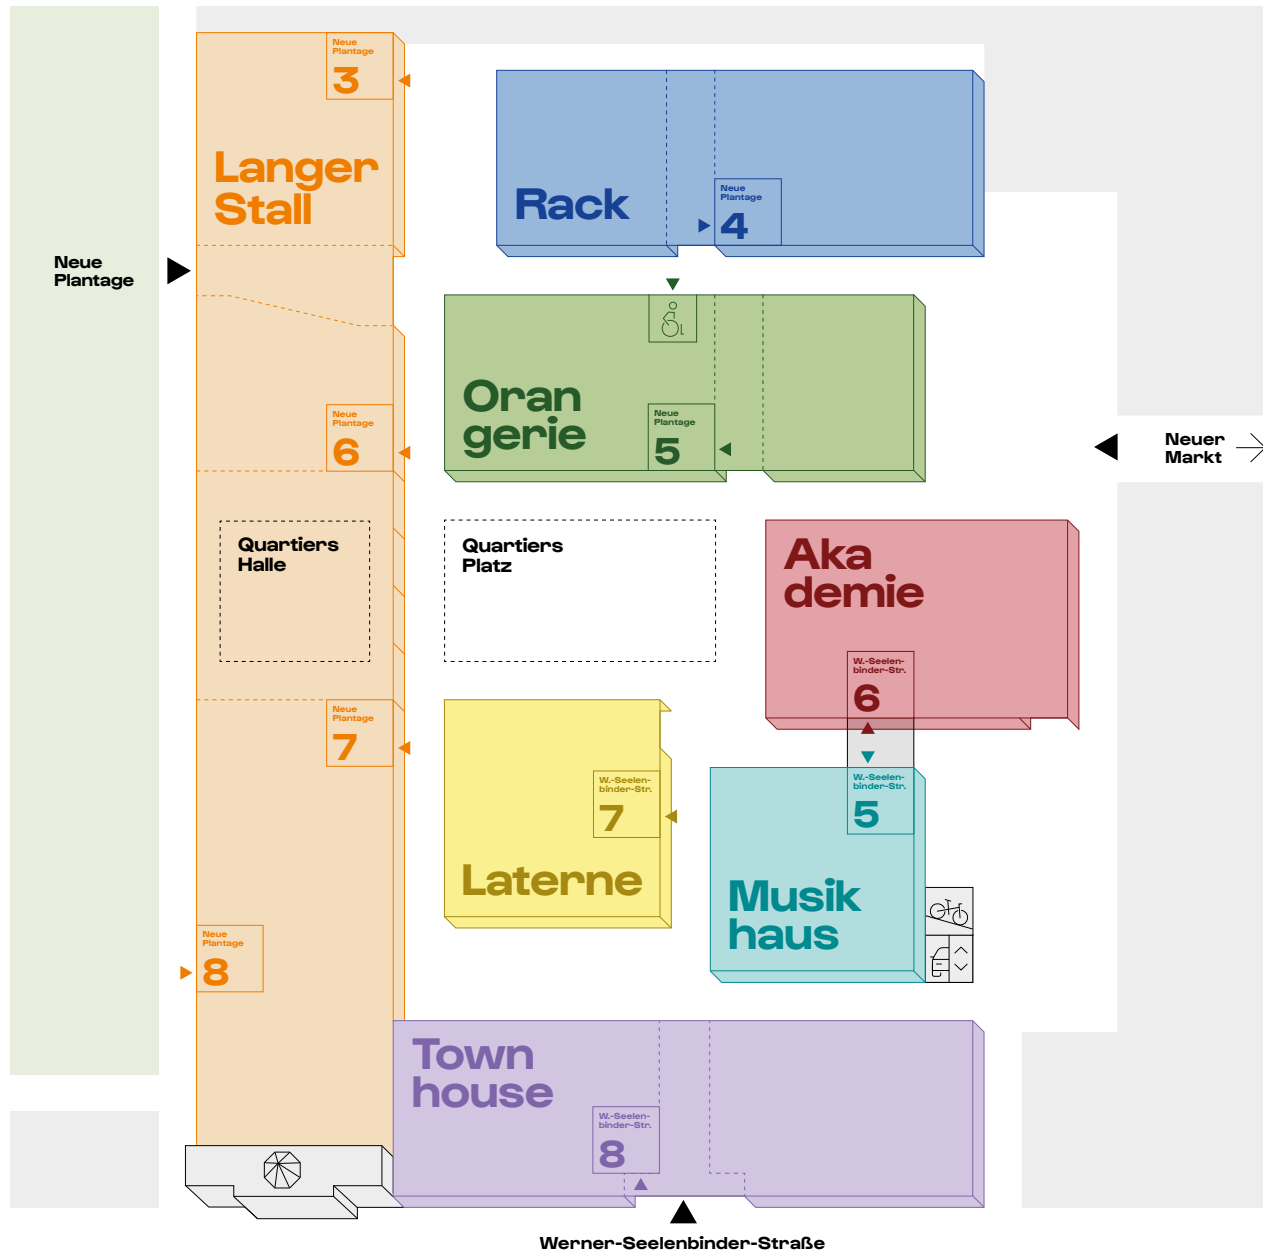 Neue
Plantage
3
Langer
Stall
Rack
Neue
Plantage
4
Neue
Plantage
Oran
gerie
Neue
Plantage
5
Neue
Plantage
6
Neuer
Markt
Quartiers
Halle
Quartiers
Platz
Aka
demie
W.-Seelen-
binder-Str.
6
Neue
Plantage
7
W.-Seelen-
binder-Str.
7
Laterne
W.-Seelen-
binder-Str.
5
Musik
haus
Neue
Plantage
8
Town
house
W.-Seelen-
binder-Str.
8
Werner-Seelenbinder-Straße